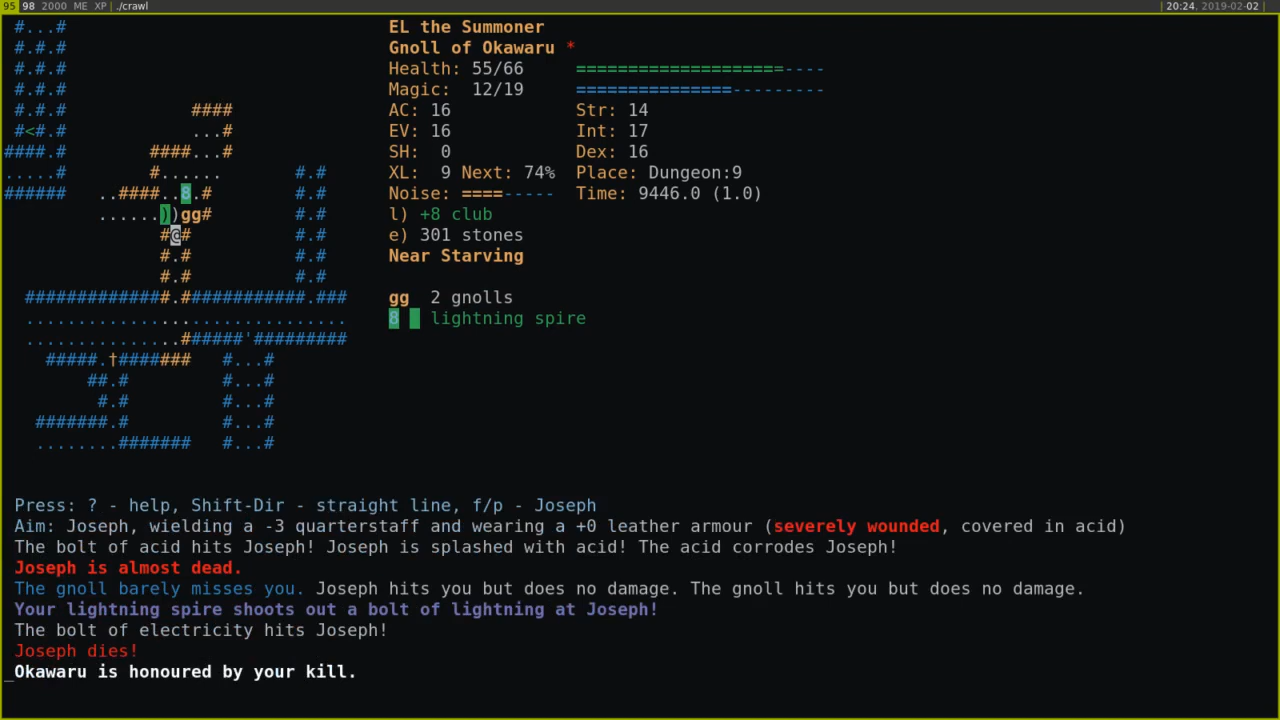 95 98 2000 ME XP | ./crawl | 20:24. 2019-02-02 |
#...# EL the Summoner
#.#.# Gnoll of Okawaru *
#.#.# Health: 55/66 ====================----
#.#.# Magic: 12/19 ===============---------
#.#.# #### AC: 16 Str: 14
#<#.# ...# EV: 16 Int: 17
####.# ####...# SH: 0 Dex: 16
.....# #...... #.# XL: 9 Next: 74% Place: Dungeon:9
###### ..####..8.# #.# Noise: ====----- Time: 9446.0 (1.0)
......))gg# #.# l) +8 club
#@# #.# e) 301 stones
#.# #.# Near Starving
#.# #.#
##############.###########.### gg 2 gnolls
............................... 8 lightning spire
...............######'#########
#####.†####### #...#
##.# #...#
#.# #...#
#######.# #...#
........####### #...#
Press: ? - help, Shift-Dir - straight line, f/p - Joseph
Aim: Joseph, wielding a -3 quarterstaff and wearing a +0 leather armour (severely wounded, covered in acid)
The bolt of acid hits Joseph! Joseph is splashed with acid! The acid corrodes Joseph!
Joseph is almost dead.
The gnoll barely misses you. Joseph hits you but does no damage. The gnoll hits you but does no damage.
Your lightning spire shoots out a bolt of lightning at Joseph!
The bolt of electricity hits Joseph!
Joseph dies!
_Okawaru is honoured by your kill.